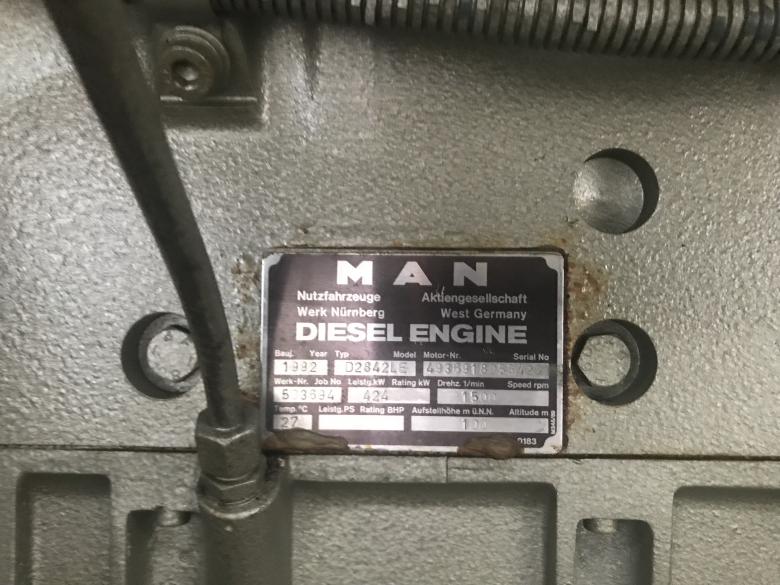 MAN
Nutzfahrzeuge Aktiengesellschaft
Werk Nürnberg West Germany
DIESEL ENGINE
Bauj. Year Typ Model Motor-Nr. Serial No
1992 D2842LE
Werk-Nr. Job No Leistg.kW Rating kW Drehz. 1/min Speed rpm
424 1500
Temp.°C Leistg.PS Rating BHP Aufstellhöhe m ü.N.N. Altitude m
27 100
0183